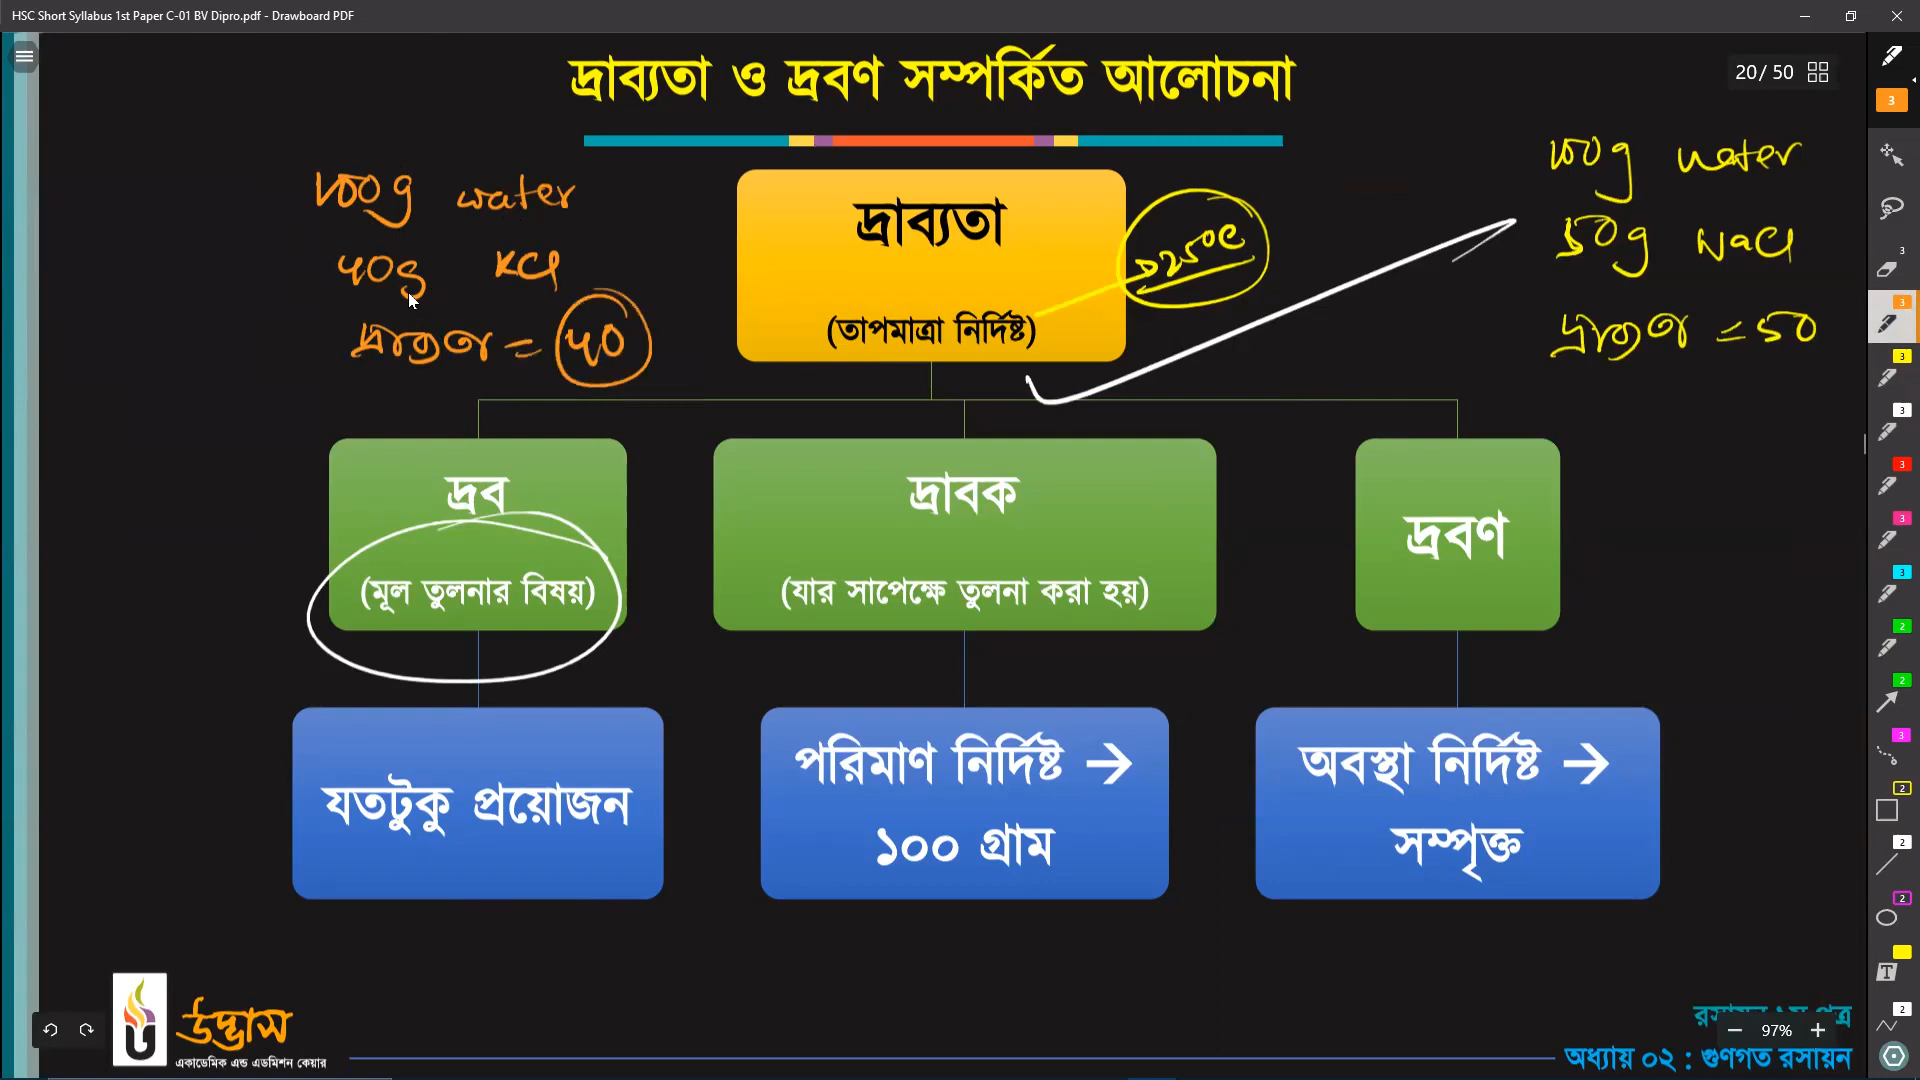 HSC Short Syllabus 1st Paper C-01 BV Dipro.pdf - Drawboard PDF
দ্রাব্যতা ও দ্রবণ সম্পর্কিত আলোচনা
20 / 50
100g water
40g KCl
দ্রাব্যতা = 40
দ্রাব্যতা
(তাপমাত্রা নির্দিষ্ট)
100g water
50g NaCl
দ্রাব্যতা = 50
দ্রব
(মূল তুলনার বিষয়)
দ্রাবক
(যার সাপেক্ষে তুলনা করা হয়)
দ্রবণ
যতটুকু প্রয়োজন
পরিমাণ নির্দিষ্ট →
১০০ গ্রাম
অবস্থা নির্দিষ্ট →
সম্পৃক্ত
উদ্ভাস
একাডেমিক এন্ড এডমিশন কেয়ার
97%
অধ্যায় ০২ : গুণগত রসায়ন